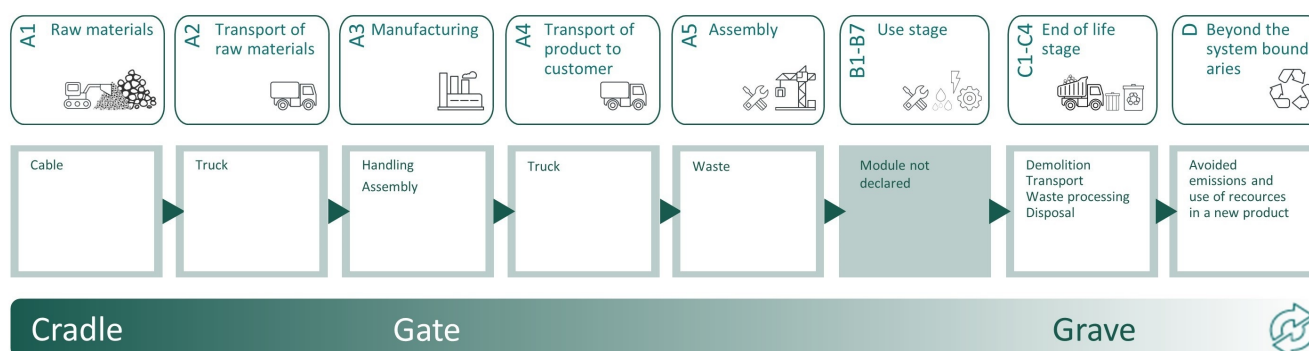 A1
Raw materials
A2
Transport of
raw materials
A3
Manufacturing
A4
Transport of
product to
customer
A5
Assembly
B1-B7
Use stage
C1-C4
End of life
stage
D
Beyond the
system bound
aries
Cable
Truck
Handling
Assembly
Truck
Waste
Module not
declared
Demolition
Transport
Waste processing
Disposal
Avoided
emissions and
use of recources
in a new product
Cradle
Gate
Grave